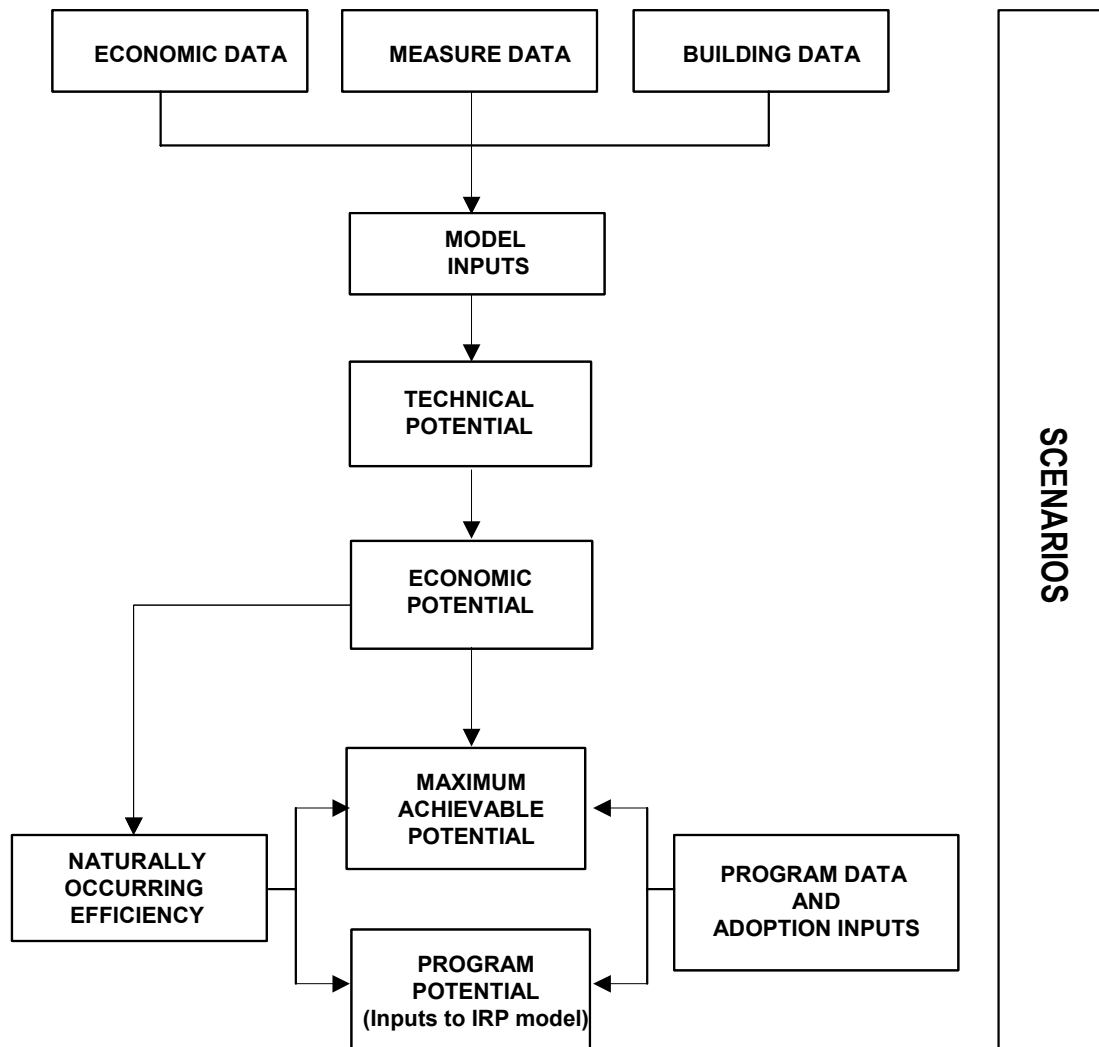 ECONOMIC DATA
MEASURE DATA
BUILDING DATA
MODEL
INPUTS
TECHNICAL
POTENTIAL
ECONOMIC
POTENTIAL
MAXIMUM
ACHIEVABLE
POTENTIAL
NATURALLY
OCCURRING
EFFICIENCY
PROGRAM DATA
AND
ADOPTION INPUTS
PROGRAM
POTENTIAL
(Inputs to IRP model)
SCENARIOS